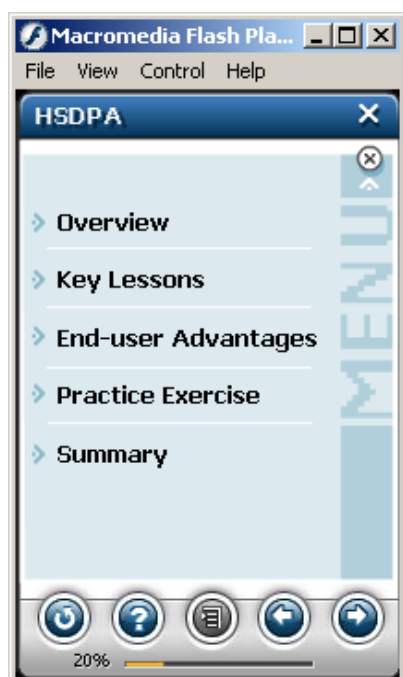 Macromedia Flash Pla...
File View Control Help
HSDPA
MENU
Overview
Key Lessons
End-user Advantages
Practice Exercise
Summary
20%